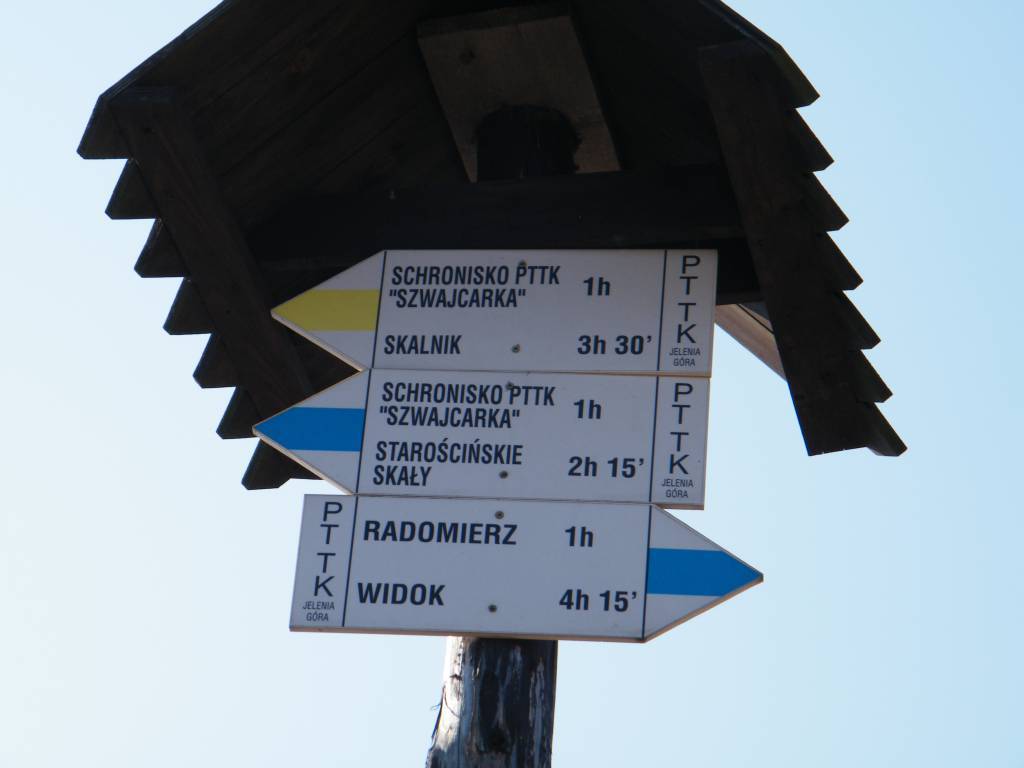 SCHRONISKO PTTK
"SZWAJCARKA" 1h
SKALNIK 3h 30'
PTTK
JELENIA
GÓRA
SCHRONISKO PTTK
"SZWAJCARKA" 1h
STAROŚCIŃSKIE
SKAŁY 2h 15'
PTTK
JELENIA
GÓRA
PTTK
JELENIA
GÓRA
RADOMIERZ 1h
WIDOK 4h 15'